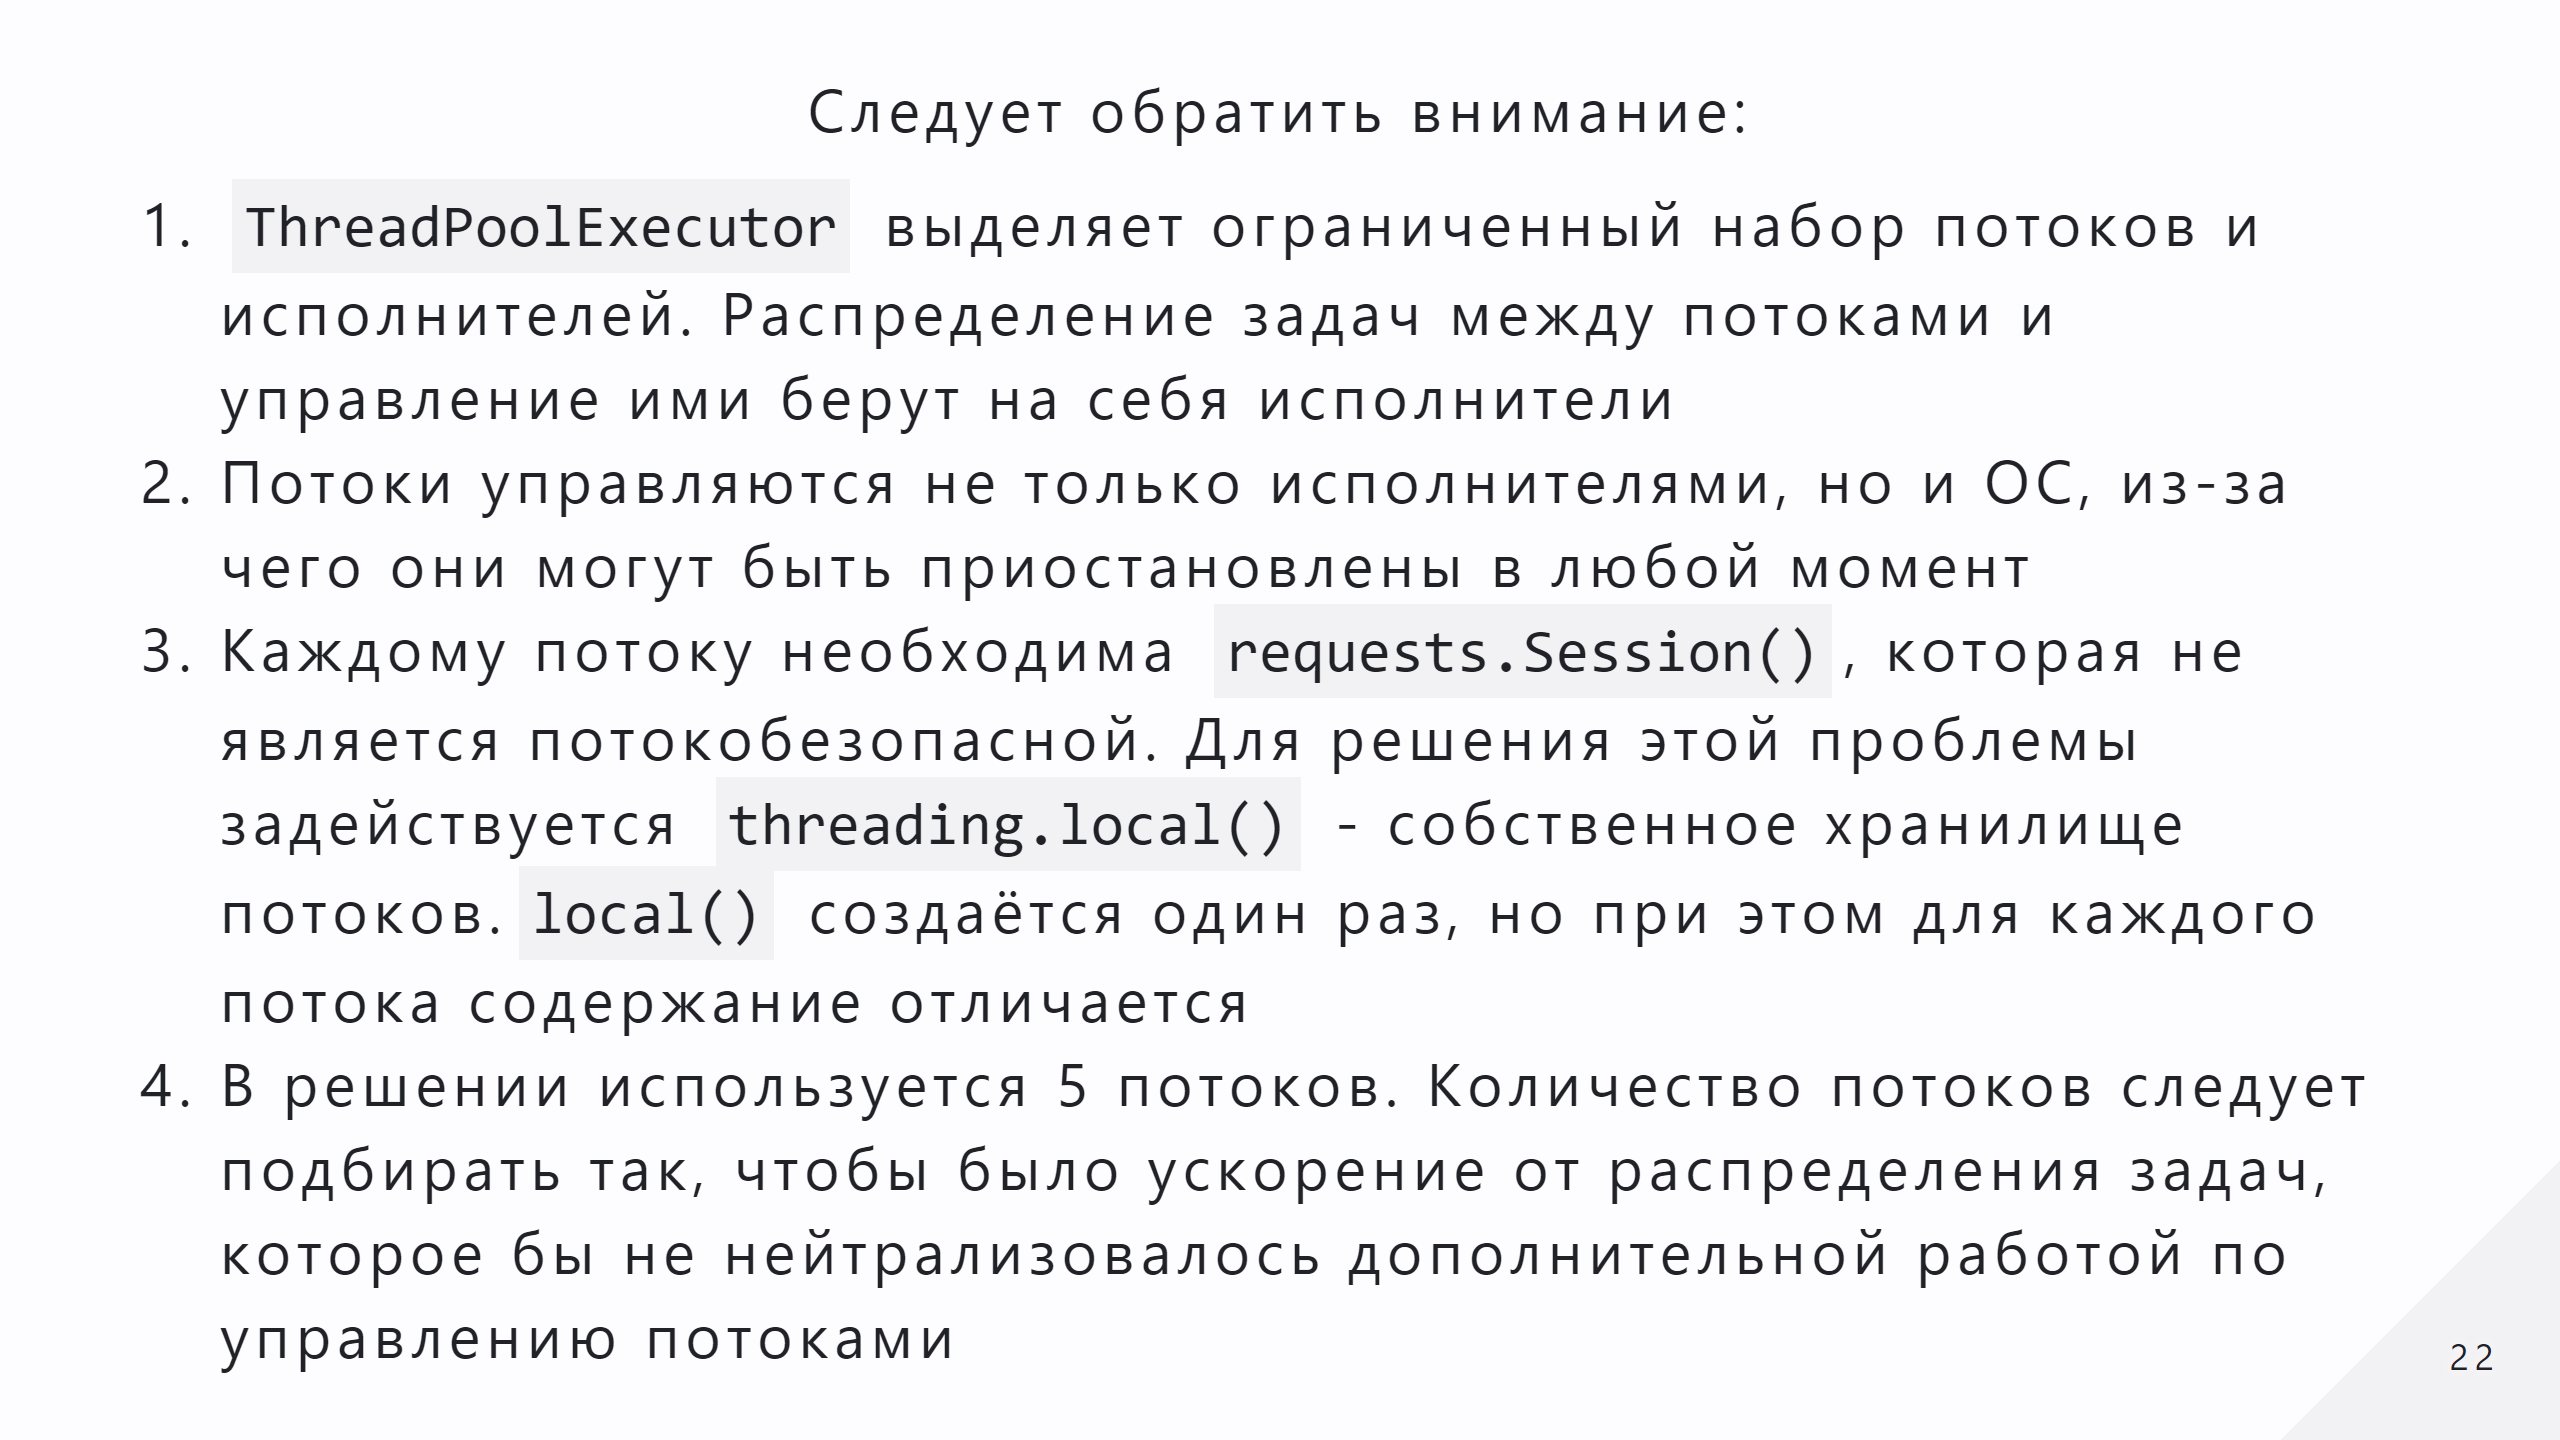 Следует обратить внимание:
1. ThreadPoolExecutor выделяет ограниченный набор потоков и
исполнителей. Распределение задач между потоками и
управление ими берут на себя исполнители
2. Потоки управляются не только исполнителями, но и ОС, из-за
чего они могут быть приостановлены в любой момент
3. Каждому потоку необходима requests.Session(), которая не
является потокобезопасной. Для решения этой проблемы
задействуется threading.local() - собственное хранилище
потоков. local() создаётся один раз, но при этом для каждого
потока содержание отличается
4. В решении используется 5 потоков. Количество потоков следует
подбирать так, чтобы было ускорение от распределения задач,
которое бы не нейтрализовалось дополнительной работой по
управлению потоками
22